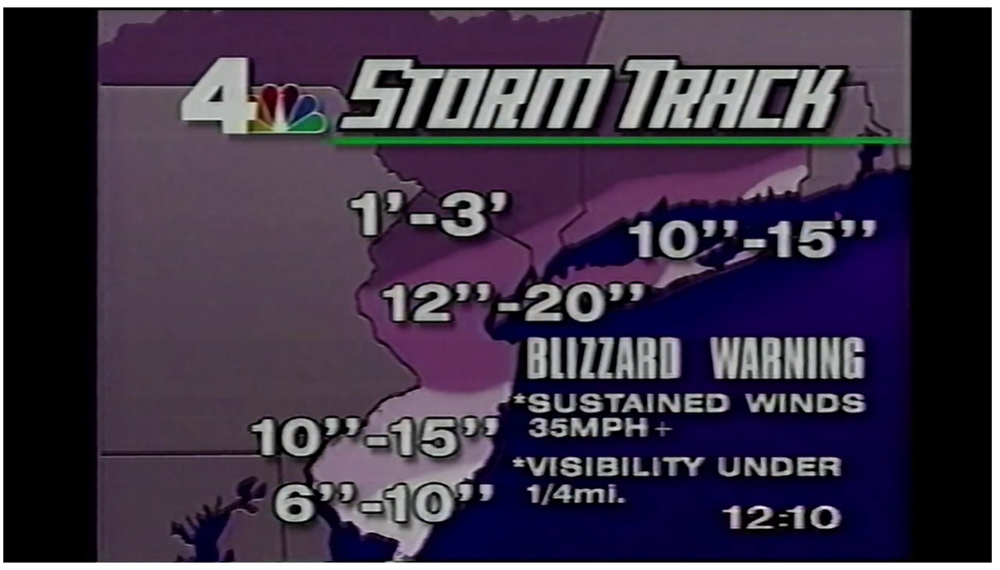 4 STORM TRACK
1'-3'
10"-15"
12"-20"
BLIZZARD WARNING
*SUSTAINED WINDS
35MPH+
10"-15"
*VISIBILITY UNDER
1/4mi.
6"-10"
12:10